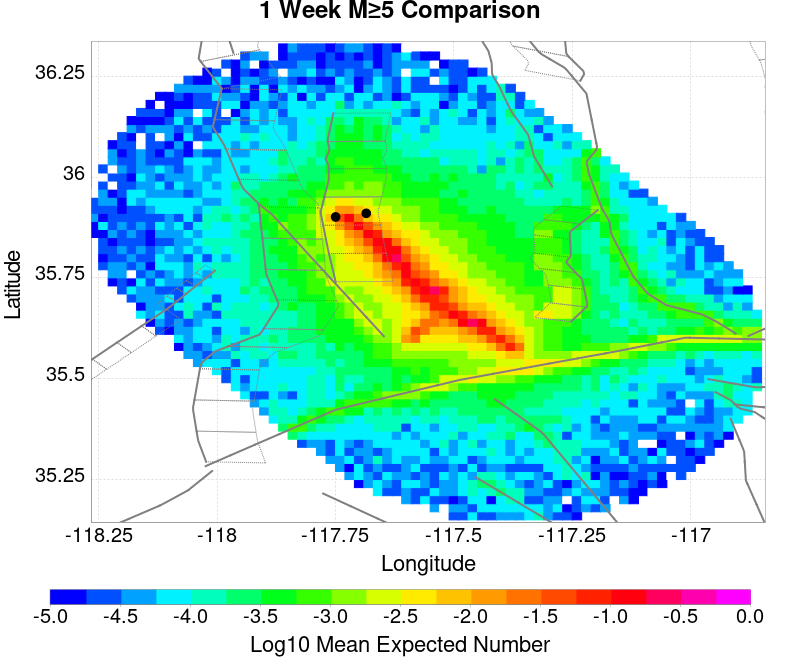 1 Week M≥5 Comparison
36.25
36
35.75
35.5
35.25
Latitude
-118.25 -118 -117.75 -117.5 -117.25 -117
Longitude
-5.0 -4.5 -4.0 -3.5 -3.0 -2.5 -2.0 -1.5 -1.0 -0.5 0.0
Log10 Mean Expected Number